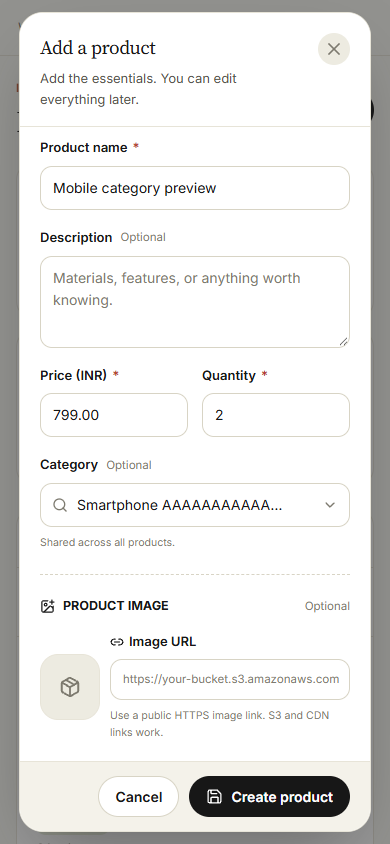 Add a product
Add the essentials. You can edit
everything later.
Product name *
Mobile category preview
Description Optional
Materials, features, or anything worth
knowing.
Price (INR) * Quantity *
799.00 2
Category Optional
Smartphone AAAAAAAAAAA...
Shared across all products.
PRODUCT IMAGE Optional
Image URL
https://your-bucket.s3.amazonaws.com
Use a public HTTPS image link. S3 and CDN
links work.
Cancel Create product